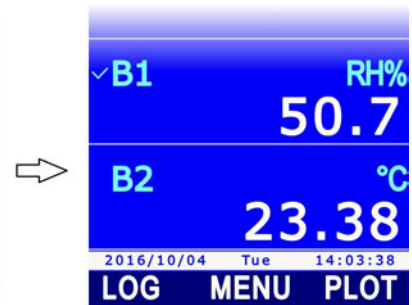 ✓B1 RH%
50.7
B2 °C
23.38
2016/10/04 Tue 14:03:38
LOG MENU PLOT